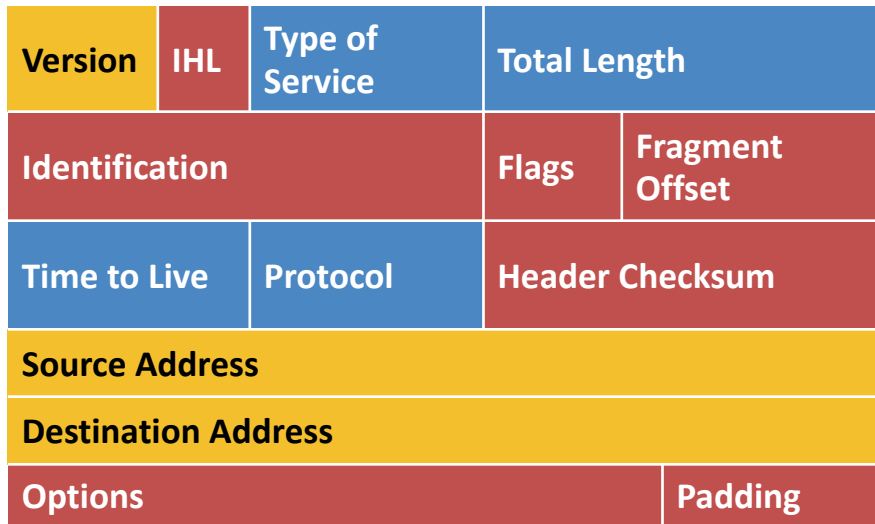 Version IHL Type of Service Total Length
Identification Flags Fragment Offset
Time to Live Protocol Header Checksum
Source Address
Destination Address
Options Padding